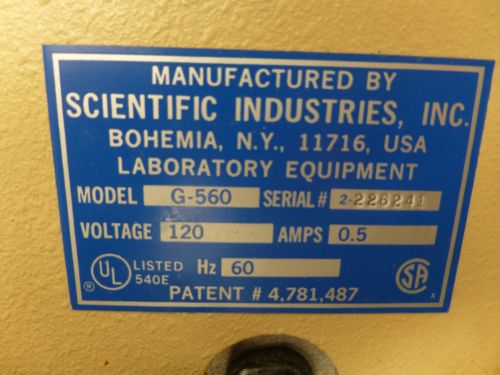 MANUFACTURED BY
SCIENTIFIC INDUSTRIES, INC.
BOHEMIA, N.Y., 11716, USA
LABORATORY EQUIPMENT
MODEL G-560 SERIAL # 2-226241
VOLTAGE 120 AMPS 0.5
UL ® LISTED 540E Hz 60 SA
PATENT # 4,781,487 x